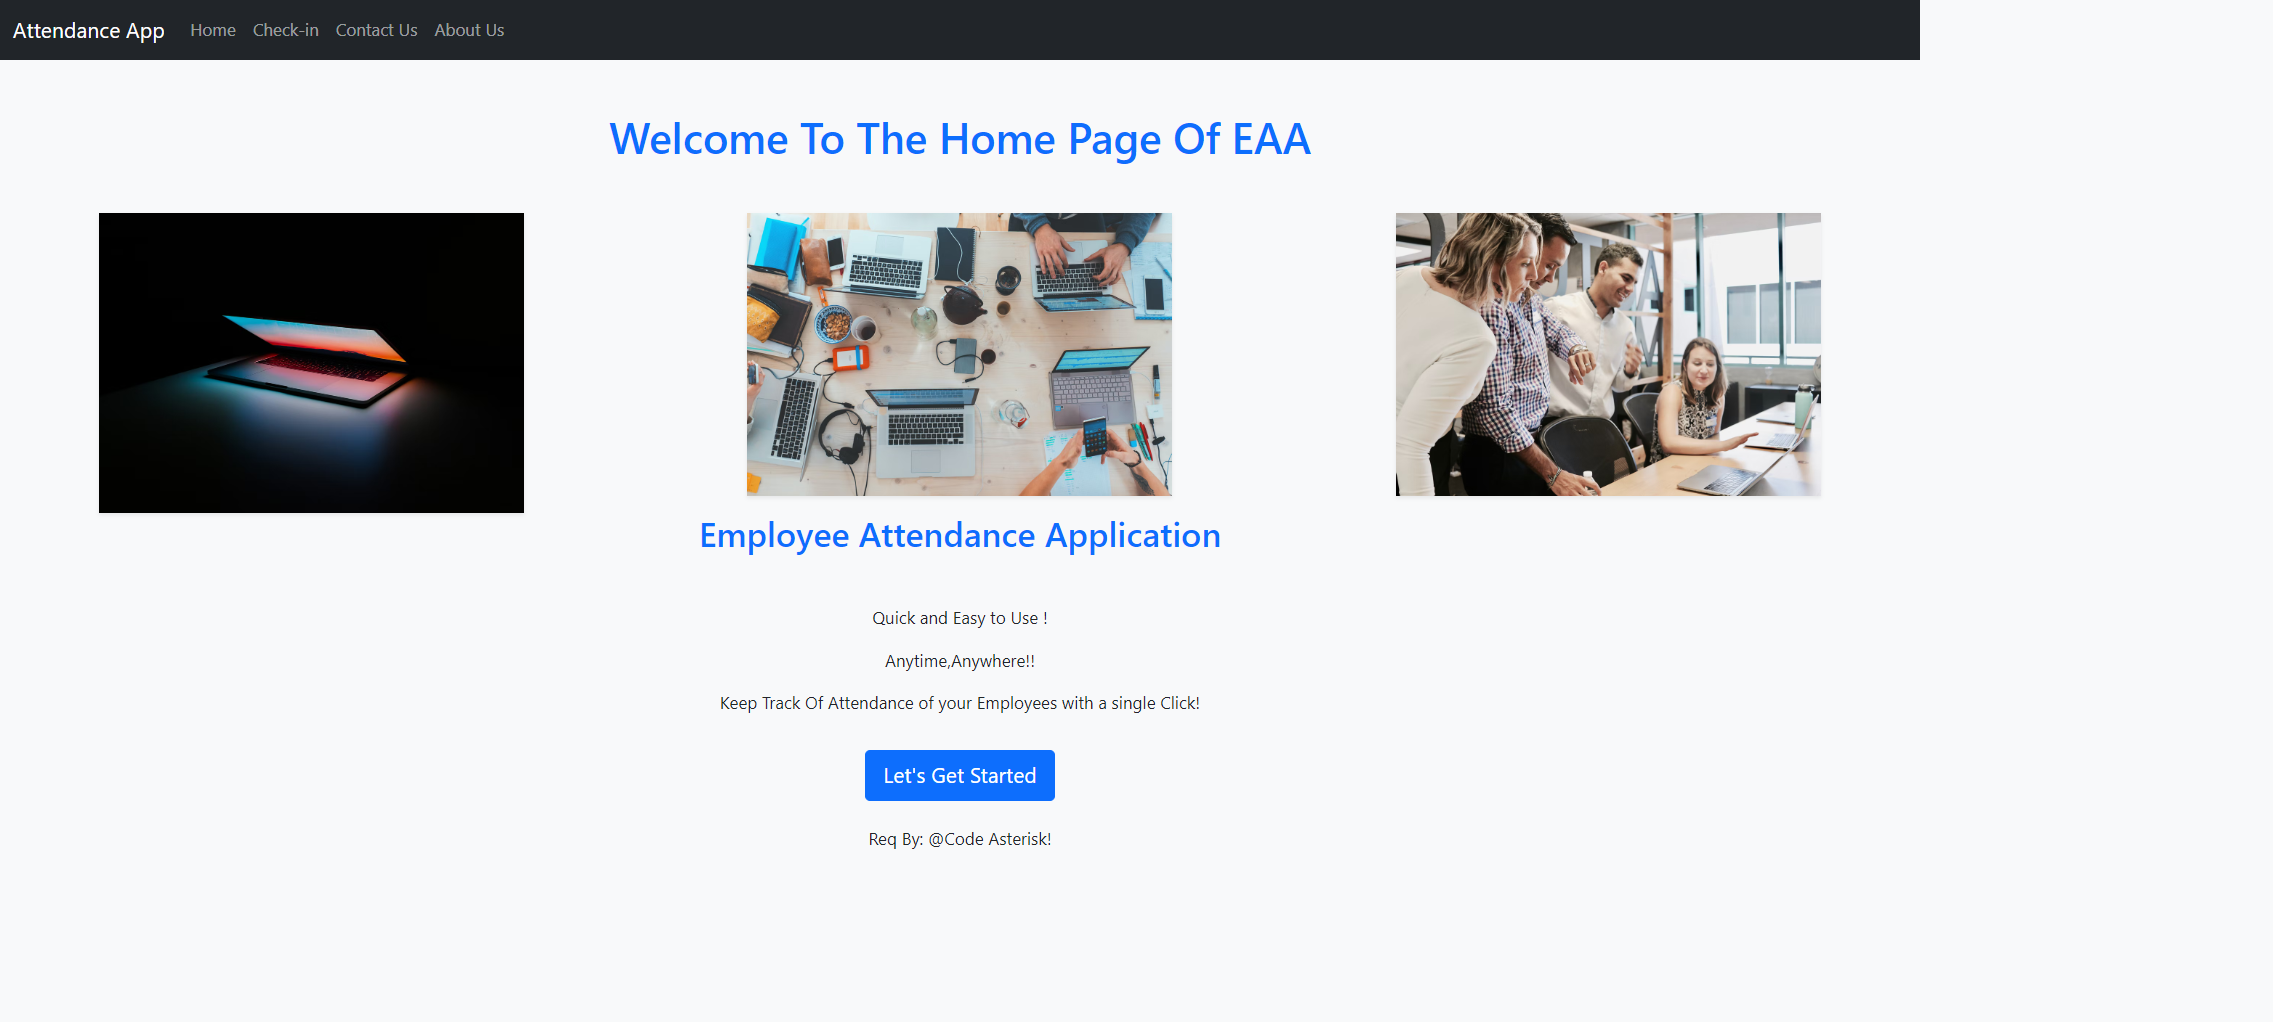 Attendance App Home Check-in Contact Us About Us
Welcome To The Home Page Of EAA
Employee Attendance Application
Quick and Easy to Use !
Anytime,Anywhere!!
Keep Track Of Attendance of your Employees with a single Click!
Let's Get Started
Req By: @Code Asterisk!